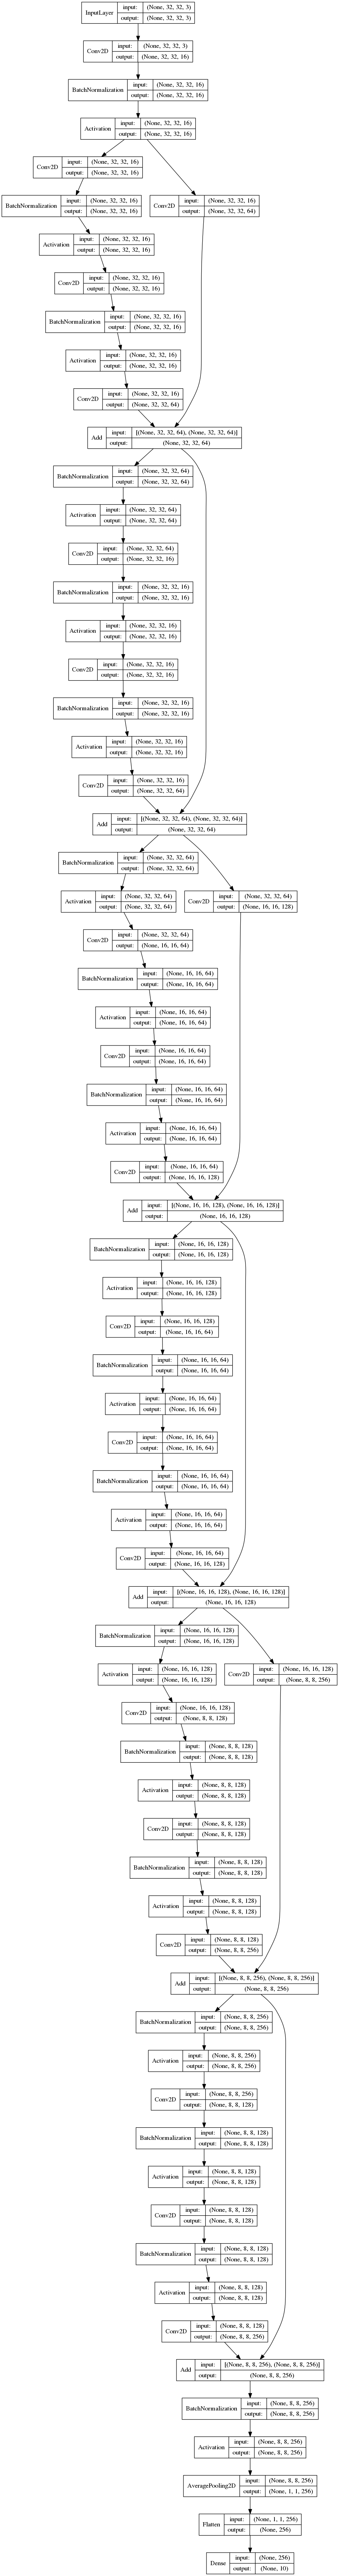 InputLayer input: (None, 32, 32, 3)
output: (None, 32, 32, 3)
Conv2D input: (None, 32, 32, 3)
output: (None, 32, 32, 16)
BatchNormalization input: (None, 32, 32, 16)
output: (None, 32, 32, 16)
Activation input: (None, 32, 32, 16)
output: (None, 32, 32, 16)
Conv2D input: (None, 32, 32, 16)
output: (None, 32, 32, 16)
BatchNormalization input: (None, 32, 32, 16)
output: (None, 32, 32, 16)
Conv2D input: (None, 32, 32, 16)
output: (None, 32, 32, 64)
Activation input: (None, 32, 32, 16)
output: (None, 32, 32, 16)
Conv2D input: (None, 32, 32, 16)
output: (None, 32, 32, 16)
BatchNormalization input: (None, 32, 32, 16)
output: (None, 32, 32, 16)
Activation input: (None, 32, 32, 16)
output: (None, 32, 32, 16)
Conv2D input: (None, 32, 32, 16)
output: (None, 32, 32, 64)
Add input: [(None, 32, 32, 64), (None, 32, 32, 64)]
output: (None, 32, 32, 64)
BatchNormalization input: (None, 32, 32, 64)
output: (None, 32, 32, 64)
Activation input: (None, 32, 32, 64)
output: (None, 32, 32, 64)
Conv2D input: (None, 32, 32, 64)
output: (None, 32, 32, 16)
BatchNormalization input: (None, 32, 32, 16)
output: (None, 32, 32, 16)
Activation input: (None, 32, 32, 16)
output: (None, 32, 32, 16)
Conv2D input: (None, 32, 32, 16)
output: (None, 32, 32, 16)
BatchNormalization input: (None, 32, 32, 16)
output: (None, 32, 32, 16)
Activation input: (None, 32, 32, 16)
output: (None, 32, 32, 16)
Conv2D input: (None, 32, 32, 16)
output: (None, 32, 32, 64)
Add input: [(None, 32, 32, 64), (None, 32, 32, 64)]
output: (None, 32, 32, 64)
BatchNormalization input: (None, 32, 32, 64)
output: (None, 32, 32, 64)
Activation input: (None, 32, 32, 64)
output: (None, 32, 32, 64)
Conv2D input: (None, 32, 32, 64)
output: (None, 16, 16, 128)
Conv2D input: (None, 32, 32, 64)
output: (None, 16, 16, 64)
BatchNormalization input: (None, 16, 16, 64)
output: (None, 16, 16, 64)
Activation input: (None, 16, 16, 64)
output: (None, 16, 16, 64)
Conv2D input: (None, 16, 16, 64)
output: (None, 16, 16, 64)
BatchNormalization input: (None, 16, 16, 64)
output: (None, 16, 16, 64)
Activation input: (None, 16, 16, 64)
output: (None, 16, 16, 64)
Conv2D input: (None, 16, 16, 64)
output: (None, 16, 16, 128)
Add input: [(None, 16, 16, 128), (None, 16, 16, 128)]
output: (None, 16, 16, 128)
BatchNormalization input: (None, 16, 16, 128)
output: (None, 16, 16, 128)
Activation input: (None, 16, 16, 128)
output: (None, 16, 16, 128)
Conv2D input: (None, 16, 16, 128)
output: (None, 16, 16, 64)
BatchNormalization input: (None, 16, 16, 64)
output: (None, 16, 16, 64)
Activation input: (None, 16, 16, 64)
output: (None, 16, 16, 64)
Conv2D input: (None, 16, 16, 64)
output: (None, 16, 16, 64)
BatchNormalization input: (None, 16, 16, 64)
output: (None, 16, 16, 64)
Activation input: (None, 16, 16, 64)
output: (None, 16, 16, 64)
Conv2D input: (None, 16, 16, 64)
output: (None, 16, 16, 128)
Add input: [(None, 16, 16, 128), (None, 16, 16, 128)]
output: (None, 16, 16, 128)
BatchNormalization input: (None, 16, 16, 128)
output: (None, 16, 16, 128)
Activation input: (None, 16, 16, 128)
output: (None, 16, 16, 128)
Conv2D input: (None, 16, 16, 128)
output: (None, 8, 8, 256)
Conv2D input: (None, 16, 16, 128)
output: (None, 8, 8, 128)
BatchNormalization input: (None, 8, 8, 128)
output: (None, 8, 8, 128)
Activation input: (None, 8, 8, 128)
output: (None, 8, 8, 128)
Conv2D input: (None, 8, 8, 128)
output: (None, 8, 8, 128)
BatchNormalization input: (None, 8, 8, 128)
output: (None, 8, 8, 128)
Activation input: (None, 8, 8, 128)
output: (None, 8, 8, 128)
Conv2D input: (None, 8, 8, 128)
output: (None, 8, 8, 256)
Add input: [(None, 8, 8, 256), (None, 8, 8, 256)]
output: (None, 8, 8, 256)
BatchNormalization input: (None, 8, 8, 256)
output: (None, 8, 8, 256)
Activation input: (None, 8, 8, 256)
output: (None, 8, 8, 256)
Conv2D input: (None, 8, 8, 256)
output: (None, 8, 8, 128)
BatchNormalization input: (None, 8, 8, 128)
output: (None, 8, 8, 128)
Activation input: (None, 8, 8, 128)
output: (None, 8, 8, 128)
Conv2D input: (None, 8, 8, 128)
output: (None, 8, 8, 128)
BatchNormalization input: (None, 8, 8, 128)
output: (None, 8, 8, 128)
Activation input: (None, 8, 8, 128)
output: (None, 8, 8, 128)
Conv2D input: (None, 8, 8, 128)
output: (None, 8, 8, 256)
Add input: [(None, 8, 8, 256), (None, 8, 8, 256)]
output: (None, 8, 8, 256)
BatchNormalization input: (None, 8, 8, 256)
output: (None, 8, 8, 256)
Activation input: (None, 8, 8, 256)
output: (None, 8, 8, 256)
AveragePooling2D input: (None, 8, 8, 256)
output: (None, 1, 1, 256)
Flatten input: (None, 1, 1, 256)
output: (None, 256)
Dense input: (None, 256)
output: (None, 10)